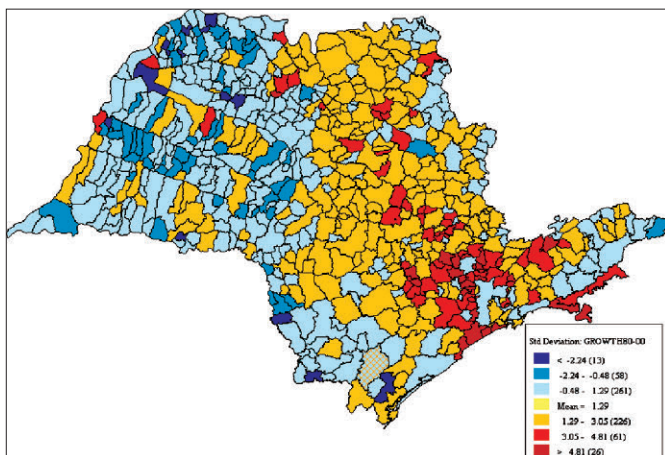 Std Deviation: GROWTH80-00
< -2.24 (13)
-2.24 - -0.48 (58)
-0.48 - 1.29 (261)
Mean = 1.29
1.29 - 3.05 (226)
3.05 - 4.81 (61)
> 4.81 (26)